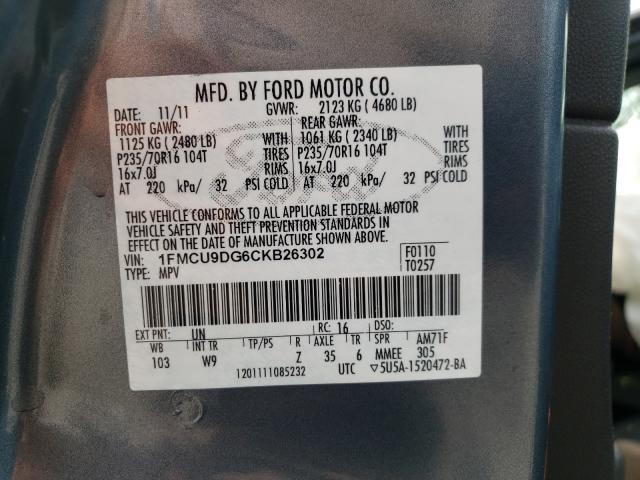 MFD. BY FORD MOTOR CO.
DATE: 11/11 GVWR: 2123 KG ( 4680 LB)
FRONT GAWR: REAR GAWR:
1125 KG ( 2480 LB) WITH 1061 KG ( 2340 LB) WITH
P235/70R16 104T TIRES P235/70R16 104T TIRES
16x7.0J RIMS 16x7.0J RIMS
AT 220 kPa/ 32 PSI COLD AT 220 kPa/ 32 PSI COLD
THIS VEHICLE CONFORMS TO ALL APPLICABLE FEDERAL MOTOR
VEHICLE SAFETY AND THEFT PREVENTION STANDARDS IN
EFFECT ON THE DATE OF MANUFACTURE SHOWN ABOVE.
VIN: 1FMCU9DG6CKB26302 F0110
TYPE: MPV T0257
EXT PNT: UN RC: 16 DSO:
WB INT TR TP/PS R AXLE TR SPR AM71F
103 W9 Z 35 6 MMEE 305
1201111085232 UTC ▽5U5A-1520472-BA